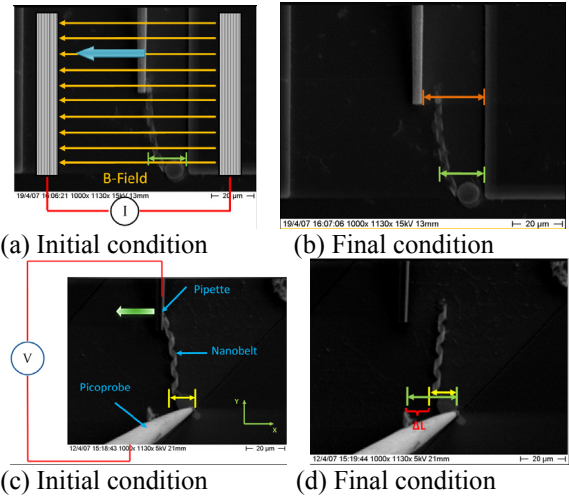 B-Field
19/4/07 16:06:21 1000x 1130x 15kV 13mm
20 µm
I
19/4/07 16:07:06 1000x 1130x 15kV 13mm
20 µm
(a) Initial condition
(b) Final condition
V
Pipette
Nanobelt
Picoprobe
Y
X
12/4/07 15:18:43 1000x 1130x 5kV 21mm
20 µm
ΔL
12/4/07 15:19:44 1000x 1130x 5kV 21mm
20 µm
(c) Initial condition
(d) Final condition